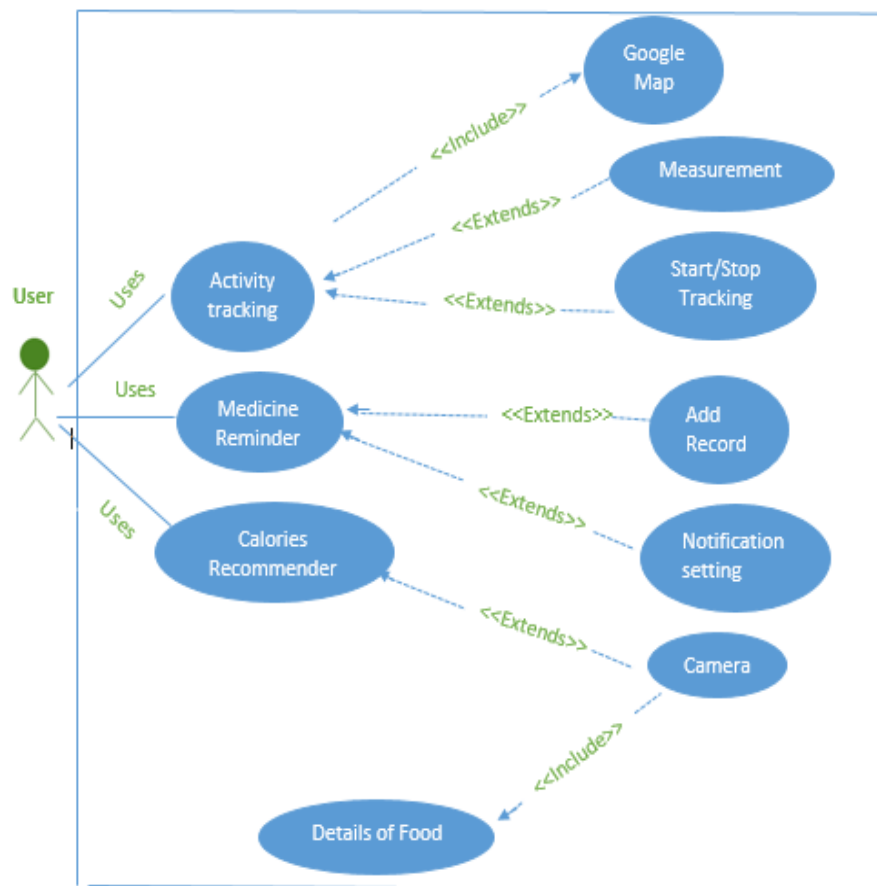 Google
Map
<<Include>>
Measurement
<<Extends>>
Start/Stop
Tracking
<<Extends>>
Activity
tracking
User
Uses
Uses
Medicine
Reminder
<<Extends>>
Add
Record
<<Extends>>
Notification
setting
Uses
Calories
Recommender
<<Extends>>
Camera
<<Include>>
Details of Food